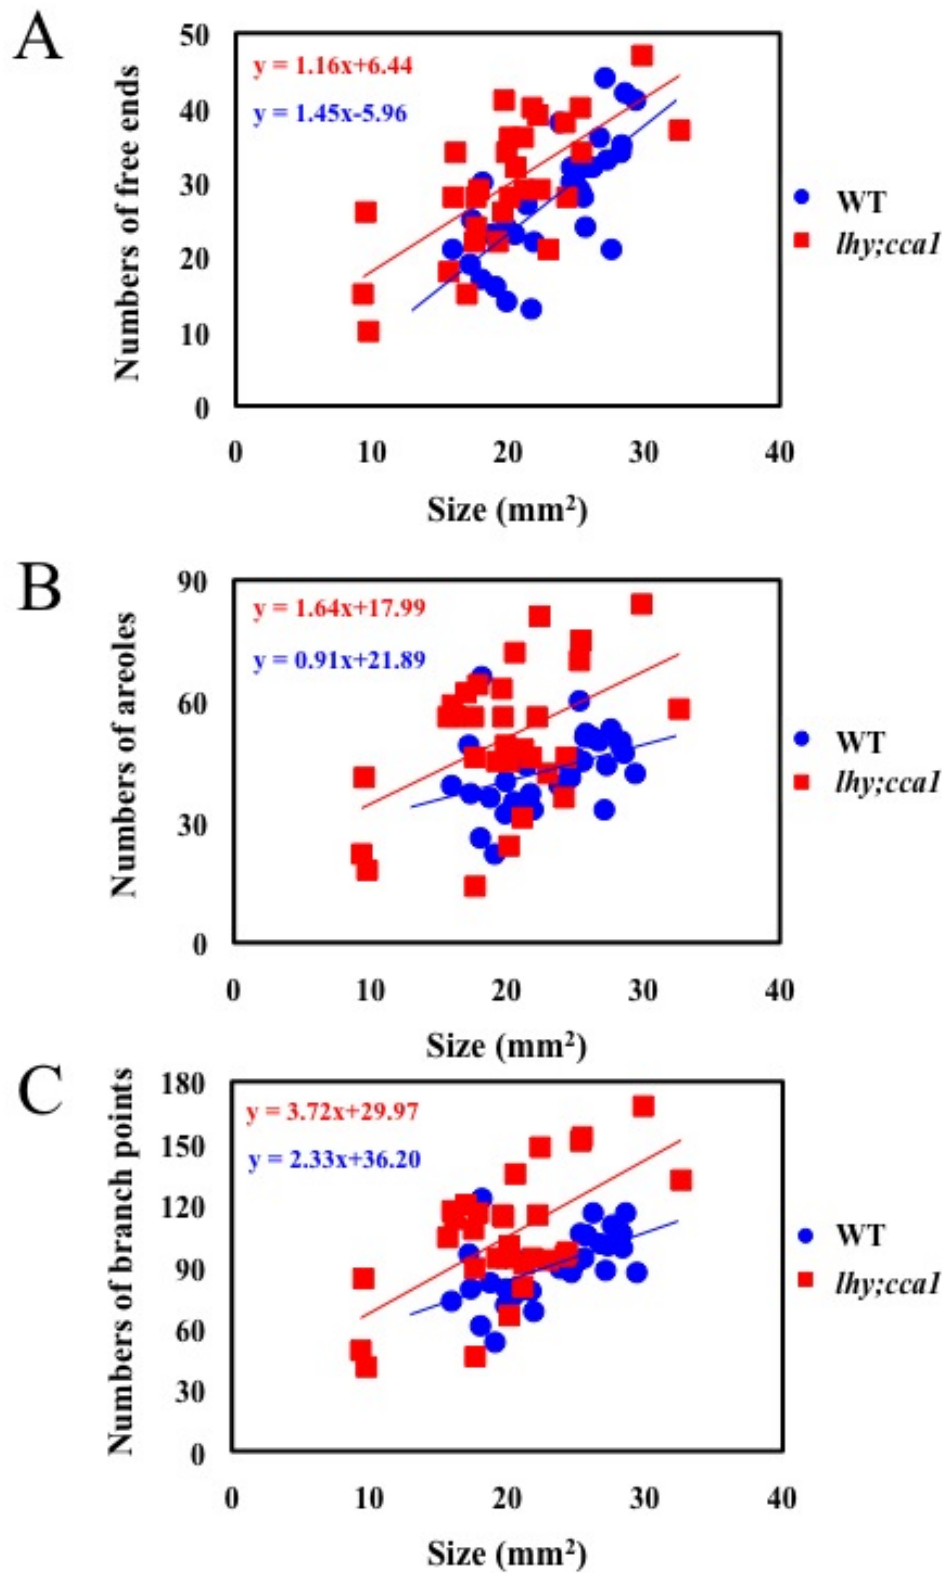 A
50
40
30
20
10
0
Numbers of free ends
y = 1.16x+6.44
y = 1.45x-5.96
WT
lhy;cca1
0 10 20 30 40
Size (mm²)
B
90
60
30
0
Numbers of areoles
y = 1.64x+17.99
y = 0.91x+21.89
WT
lhy;cca1
0 10 20 30 40
Size (mm²)
C
180
150
120
90
60
30
0
Numbers of branch points
y = 3.72x+29.97
y = 2.33x+36.20
WT
lhy;cca1
0 10 20 30 40
Size (mm²)